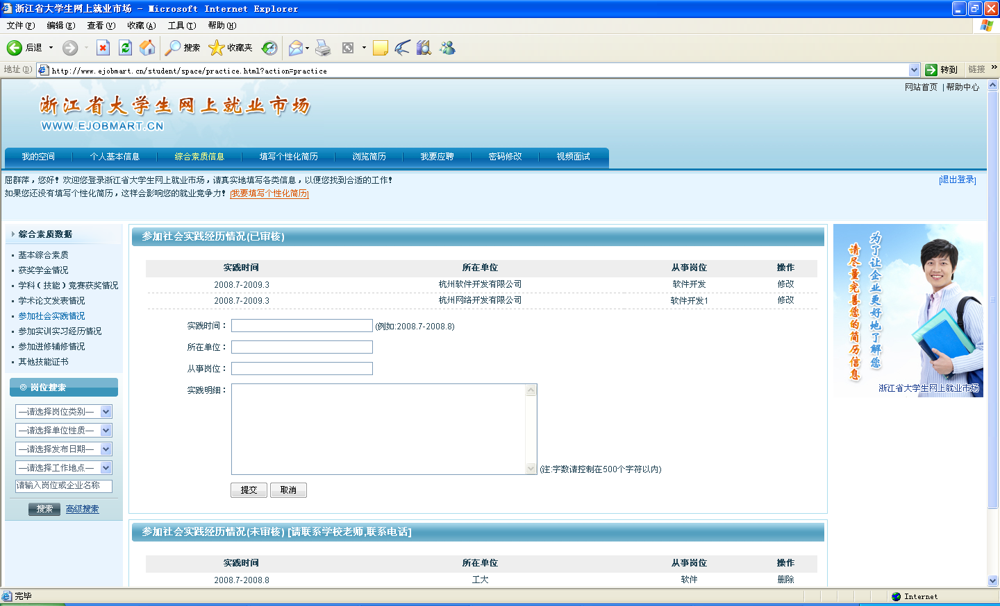 浙江省大学生网上就业市场 - Microsoft Internet Explorer
文件(F) 编辑(E) 查看(V) 收藏(A) 工具(T) 帮助(H)
后退 搜索 收藏夹
地址(D) http://www.ejobmart.cn/student/space/practice.html?action=practice 转到 链接 »
网站首页 | 帮助中心
浙江省大学生网上就业市场
WWW.EJOBMART.CN
我的空间 个人基本信息 综合素质信息 填写个性化简历 浏览简历 我要应聘 密码修改 视频面试
屈群萍，您好！欢迎您登录浙江省大学生网上就业市场，请真实地填写各类信息，以便您找到合适的工作！
[退出登录]
如果您还没有填写个性化简历，这样会影响您的就业竞争力！[我要填写个性化简历]
综合素质数据
基本综合素质
获奖学金情况
学科（技能）竞赛获奖情况
学术论文发表情况
参加社会实践情况
参加实训实习经历情况
参加进修辅修情况
其他技能证书
岗位搜索
—请选择岗位类别—
—请选择单位性质—
—请选择发布日期—
—请选择工作地点—
请输入岗位或企业名称
搜索 高级搜索
参加社会实践经历情况(已审核)
实践时间 所在单位 从事岗位 操作
2008.7-2009.3 杭州软件开发有限公司 软件开发 修改
2008.7-2009.3 杭州网络开发有限公司 软件开发1 修改
实践时间： (例如:2008.7-2008.8)
所在单位：
从事岗位：
实践明细：
(注:字数请控制在500个字符以内)
提交 取消
参加社会实践经历情况(未审核) [请联系学校老师,联系电话]
实践时间 所在单位 从事岗位 操作
2008.7-2008.8 工大 软件 删除
为了让企业更好地了解您
请尽量完善您的简历信息
浙江省大学生网上就业市场
完毕 Internet